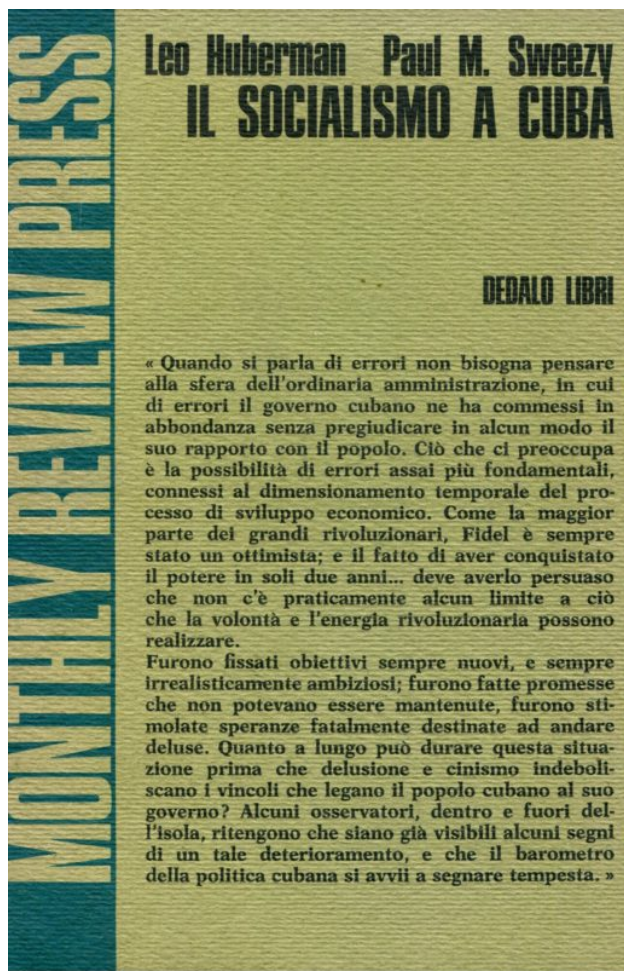 MONTHLY REVIEW PRESS
Leo Huberman Paul M. Sweezy
IL SOCIALISMO A CUBA
DEDALO LIBRI
« Quando si parla di errori non bisogna pensare
alla sfera dell'ordinaria amministrazione, in cui
di errori il governo cubano ne ha commessi in
abbondanza senza pregiudicare in alcun modo il
suo rapporto con il popolo. Ciò che ci preoccupa
è la possibilità di errori assai più fondamentali,
connessi al dimensionamento temporale del pro-
cesso di sviluppo economico. Come la maggior
parte dei grandi rivoluzionari, Fidel è sempre
stato un ottimista; e il fatto di aver conquistato
il potere in soli due anni... deve averlo persuaso
che non c'è praticamente alcun limite a ciò
che la volontà e l'energia rivoluzionaria possono
realizzare.
Furono fissati obiettivi sempre nuovi, e sempre
irrealisticamente ambiziosi; furono fatte promesse
che non potevano essere mantenute, furono sti-
molate speranze fatalmente destinate ad andare
deluse. Quanto a lungo può durare questa situa-
zione prima che delusione e cinismo indeboli-
scano i vincoli che legano il popolo cubano al suo
governo? Alcuni osservatori, dentro e fuori del-
l'isola, ritengono che siano già visibili alcuni segni
di un tale deterioramento, e che il barometro
della politica cubana si avvii a segnare tempesta. »